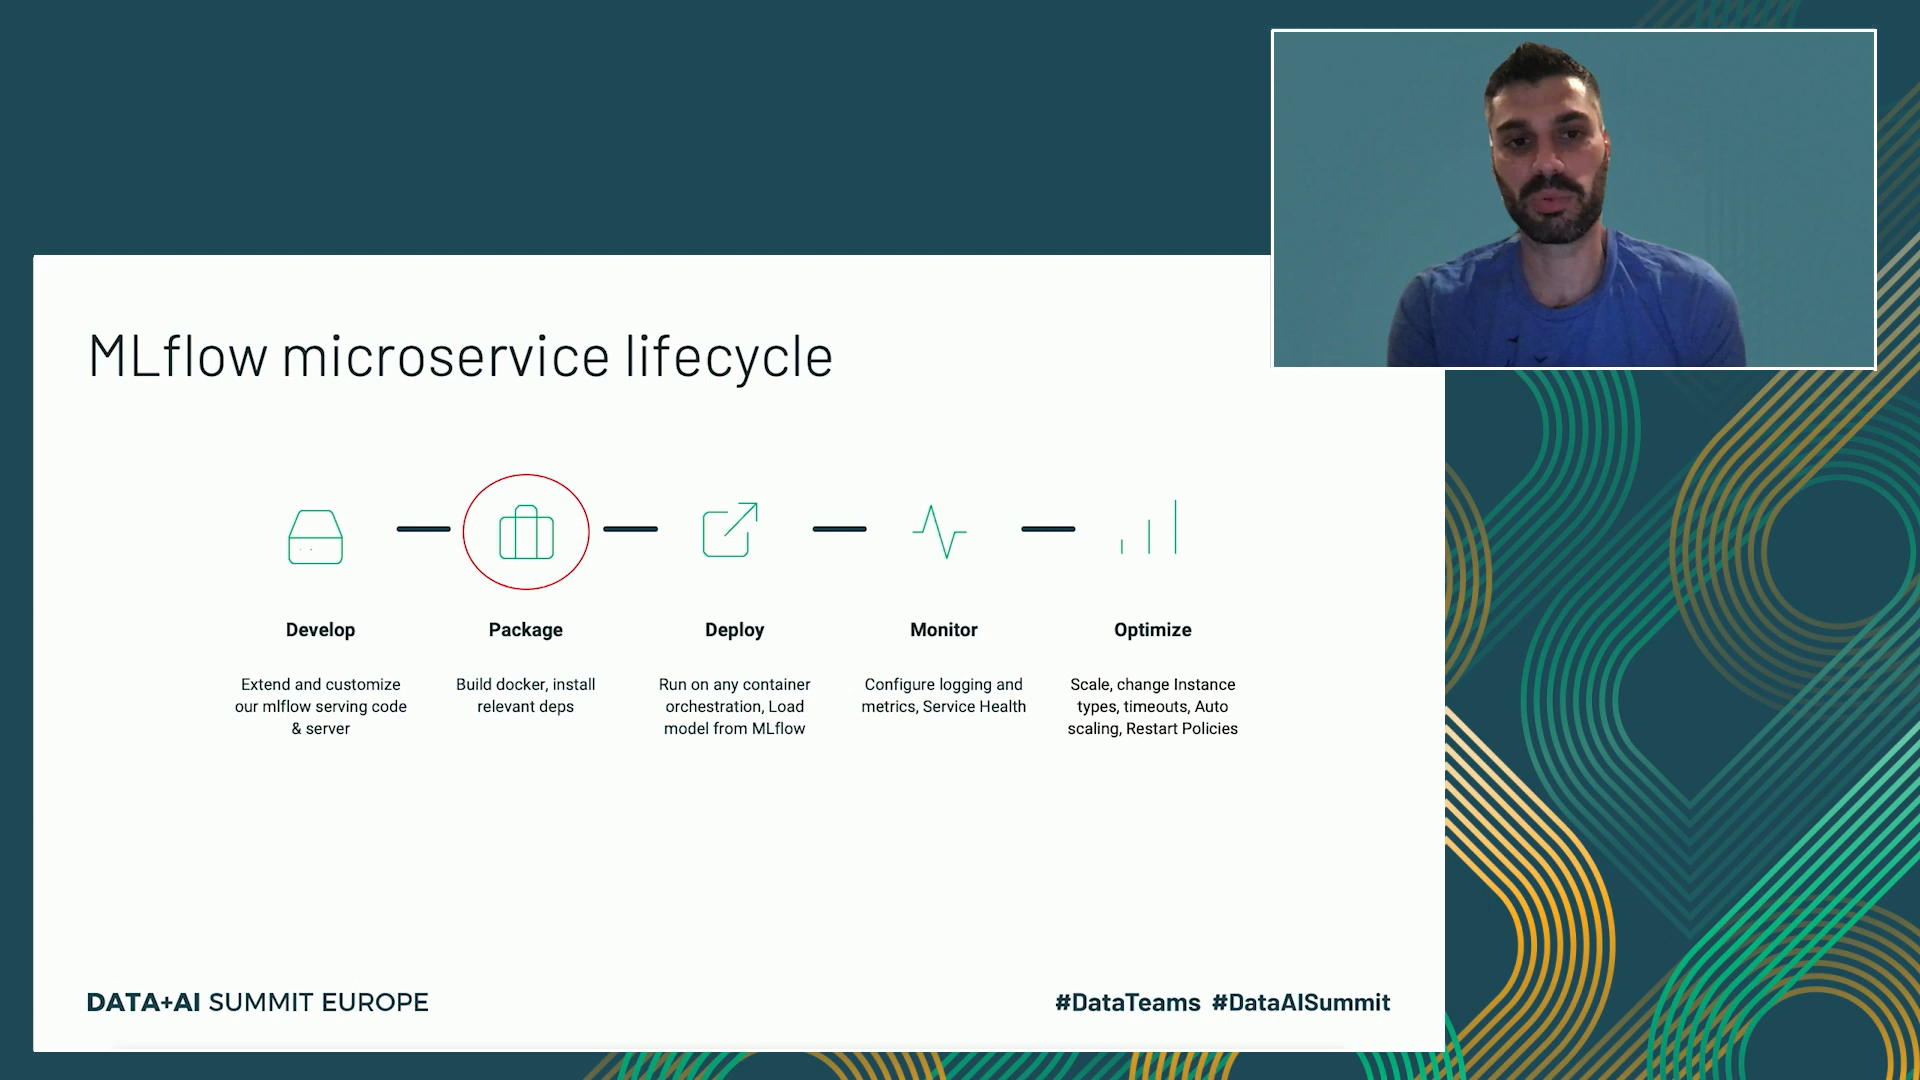 MLflow microservice lifecycle
Develop
Extend and customize
our mlflow serving code
& server
Package
Build docker, install
relevant deps
Deploy
Run on any container
orchestration, Load
model from MLflow
Monitor
Configure logging and
metrics, Service Health
Optimize
Scale, change Instance
types, timeouts, Auto
scaling, Restart Policies
DATA+AI SUMMIT EUROPE
#DataTeams #DataAISummit